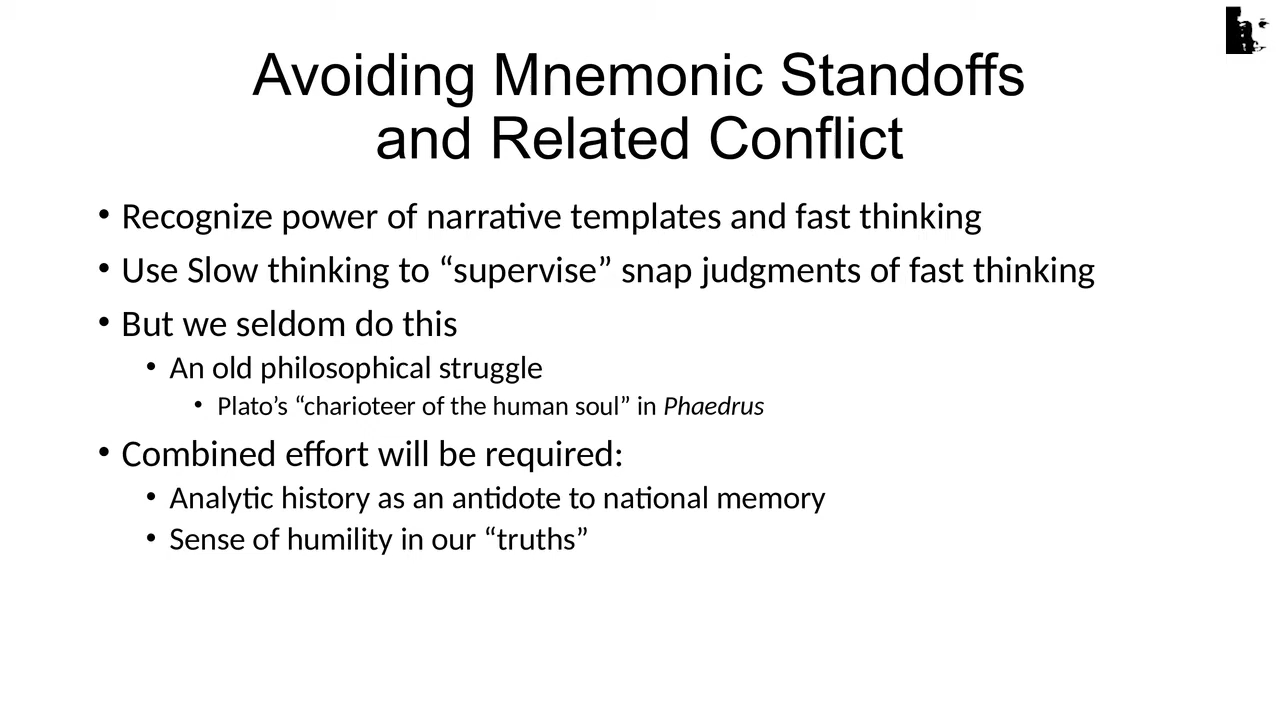 Avoiding Mnemonic Standoffs
and Related Conflict
• Recognize power of narrative templates and fast thinking
• Use Slow thinking to “supervise” snap judgments of fast thinking
• But we seldom do this
• An old philosophical struggle
• Plato’s “charioteer of the human soul” in Phaedrus
• Combined effort will be required:
• Analytic history as an antidote to national memory
• Sense of humility in our “truths”